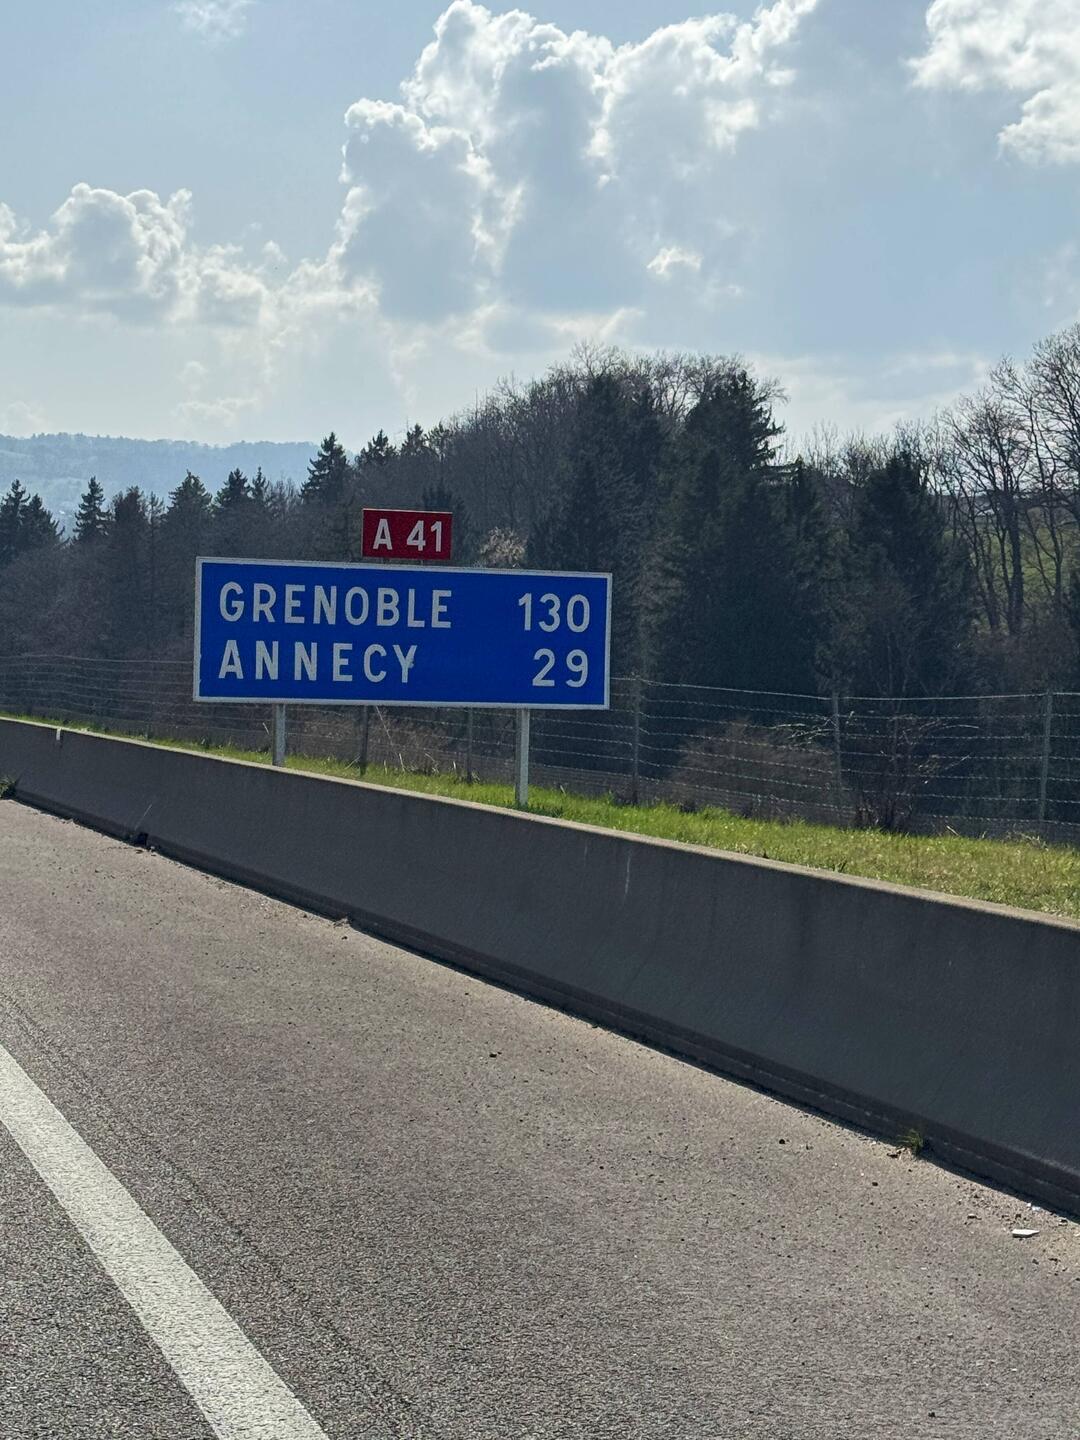 A 41
GRENOBLE 130
ANNECY 29